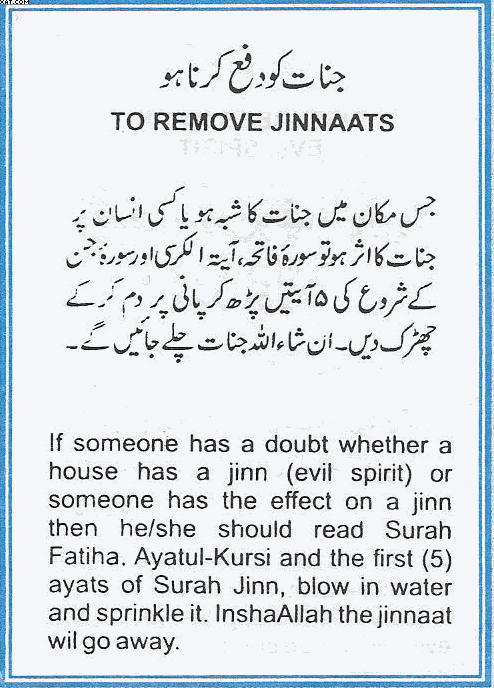 XAT.COM
جنات کو دفع کرنا ہو
TO REMOVE JINNAATS
جس مکان میں جنات کا شبہ ہو یا کسی انسان پر
جنات کا اثر ہو تو سورۂ فاتحہ، آیۃ الکرسی اور سورۂ جن
کے شروع کی ۵ آیتیں پڑھ کر پانی پر دم کر کے
چھڑک دیں۔ ان شاء اللہ جنات چلے جائیں گے۔
If someone has a doubt whether a
house has a jinn (evil spirit) or
someone has the effect on a jinn
then he/she should read Surah
Fatiha. Ayatul-Kursi and the first (5)
ayats of Surah Jinn, blow in water
and sprinkle it. InshaAllah the jinnaat
wil go away.